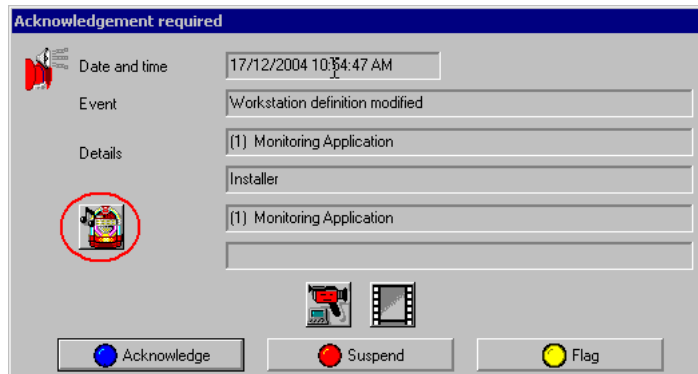 Acknowledgement required
Date and time 17/12/2004 10:54:47 AM
Event Workstation definition modified
Details (1) Monitoring Application
Installer
(1) Monitoring Application
Acknowledge Suspend Flag